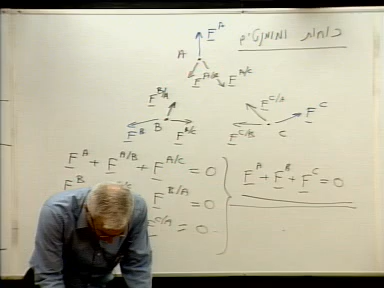 כוחות ומומנטים
F^A
A
F^A/B F^A/C
F^B/A
B
F^B F^A/C
F^C/A
F^C
C
F^C/B
F^A + F^A/B + F^A/C = 0
F^B F^B/A = 0
F^C/A = 0
F^A + F^B + F^C = 0